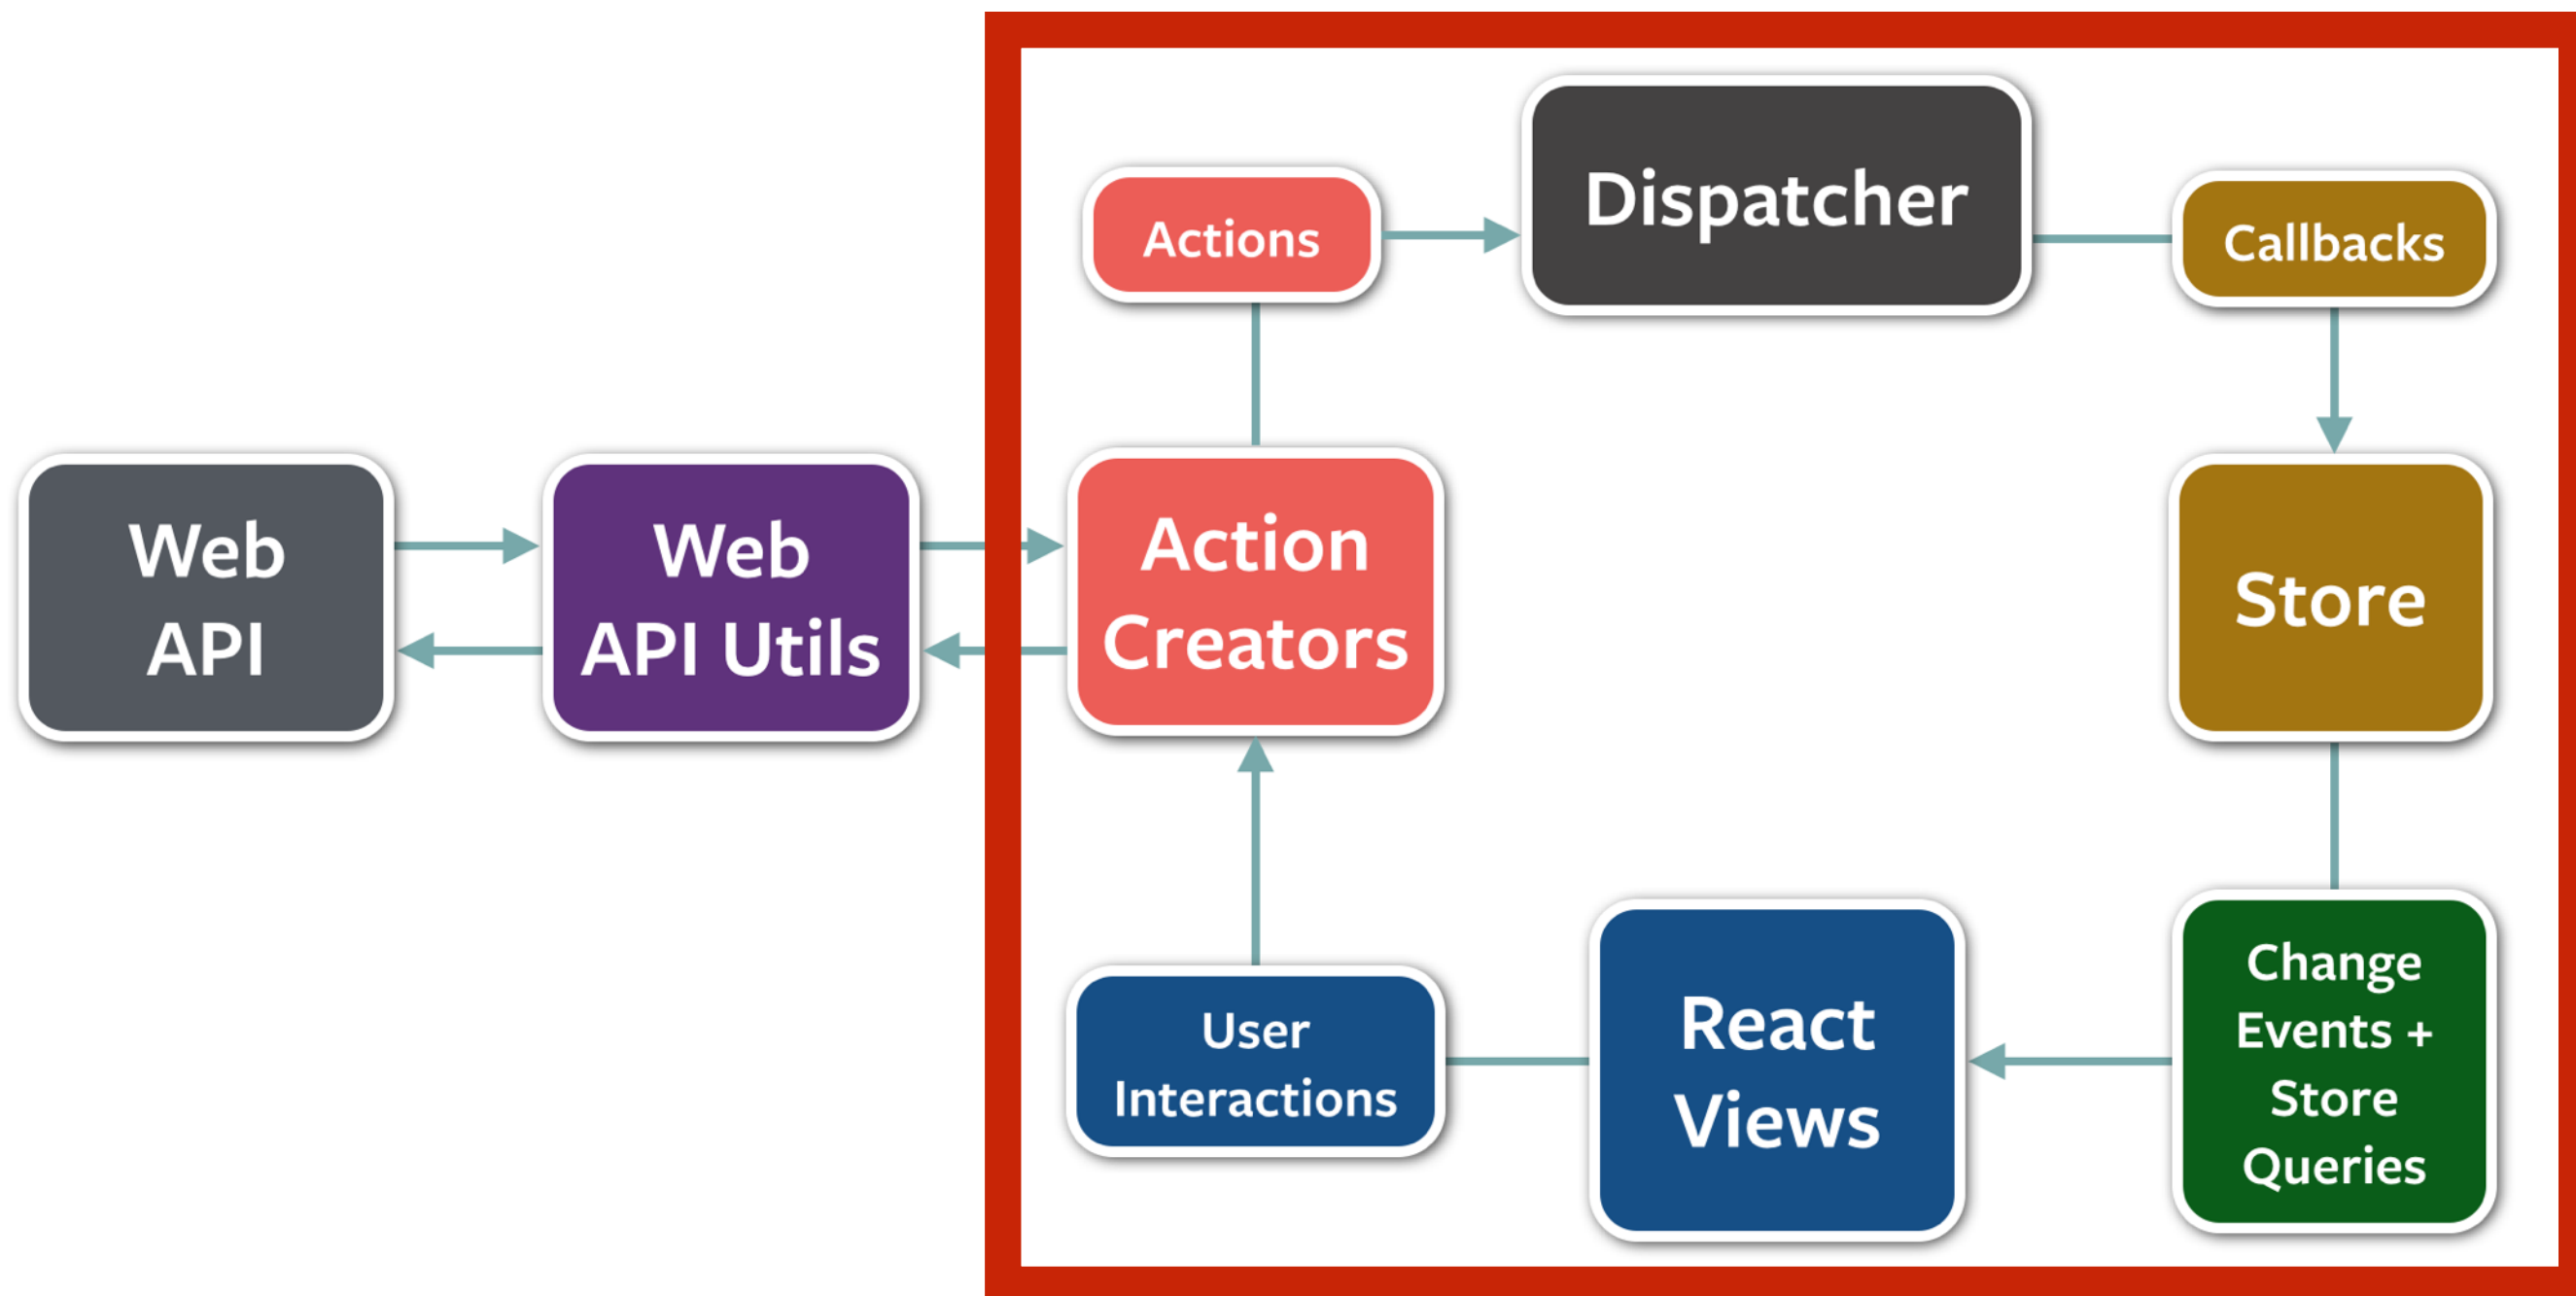 Dispatcher
Actions
Callbacks
Web
API
Web
API Utils
Action
Creators
Store
User
Interactions
React
Views
Change
Events +
Store
Queries